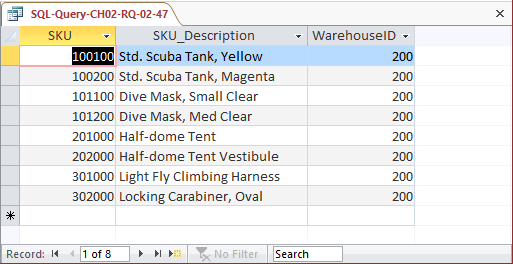 SQL-Query-CH02-RQ-02-47
SKU SKU_Description WarehouseID
100100 Std. Scuba Tank, Yellow 200
100200 Std. Scuba Tank, Magenta 200
101100 Dive Mask, Small Clear 200
101200 Dive Mask, Med Clear 200
201000 Half-dome Tent 200
202000 Half-dome Tent Vestibule 200
301000 Light Fly Climbing Harness 200
302000 Locking Carabiner, Oval 200
Record: 1 of 8 No Filter Search